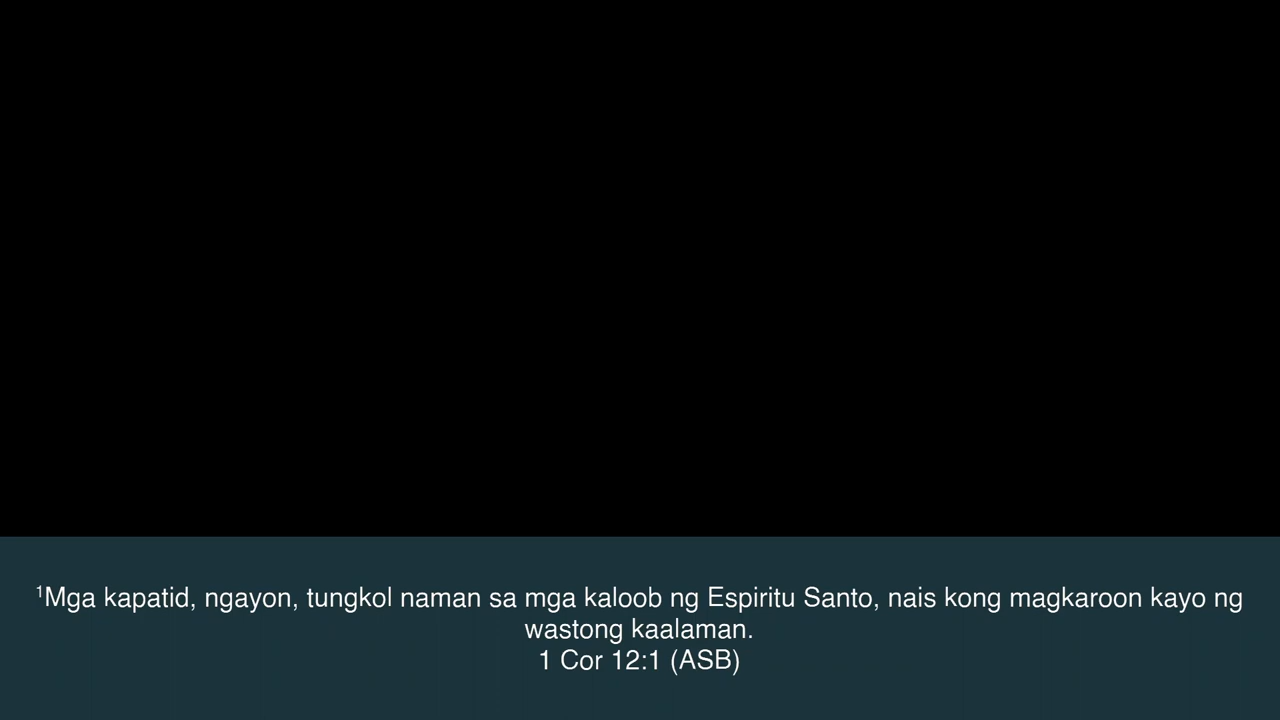 ¹Mga kapatid, ngayon, tungkol naman sa mga kaloob ng Espiritu Santo, nais kong magkaroon kayo ng
wastong kaalaman.
1 Cor 12:1 (ASB)